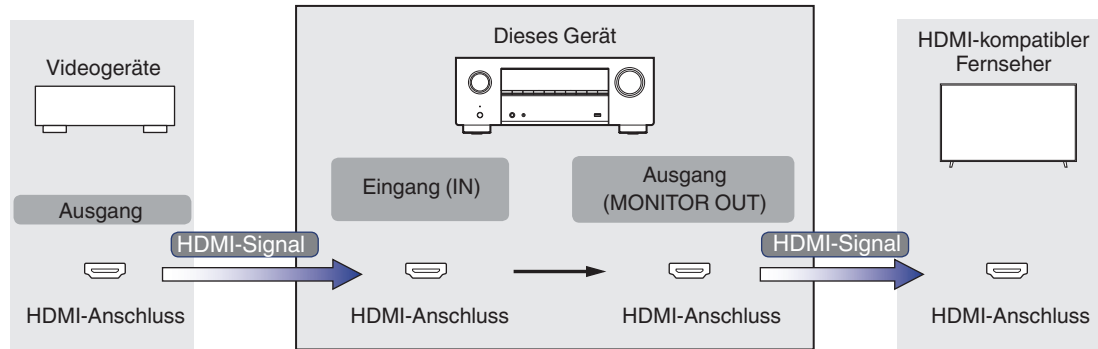 Videogeräte
Ausgang
HDMI-Signal
HDMI-Anschluss
Dieses Gerät
Eingang (IN)
HDMI-Anschluss
Ausgang
(MONITOR OUT)
HDMI-Anschluss
HDMI-Signal
HDMI-kompatibler
Fernseher
HDMI-Anschluss